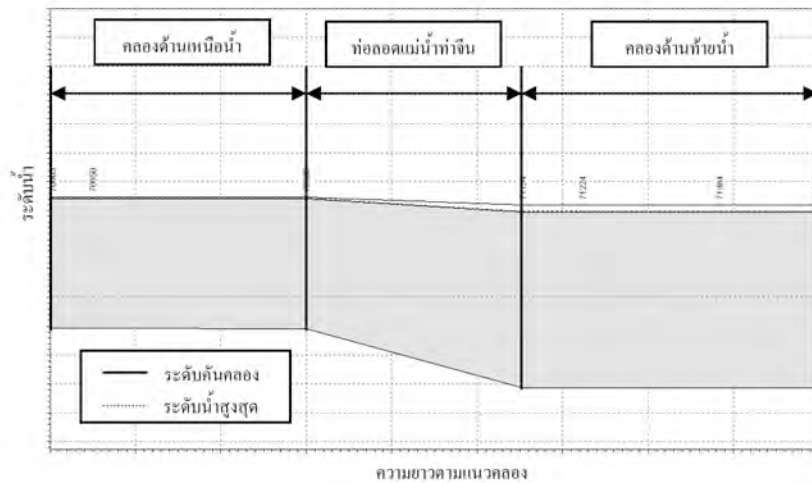 คลองด้านเหนือน้ำ
ท่อลอดแม่น้ำท่าจีน
คลองด้านท้ายน้ำ
ระดับน้ำ
70950
71224
ระดับคันคลอง
ระดับน้ำสูงสุด
ความยาวตามแนวคลอง